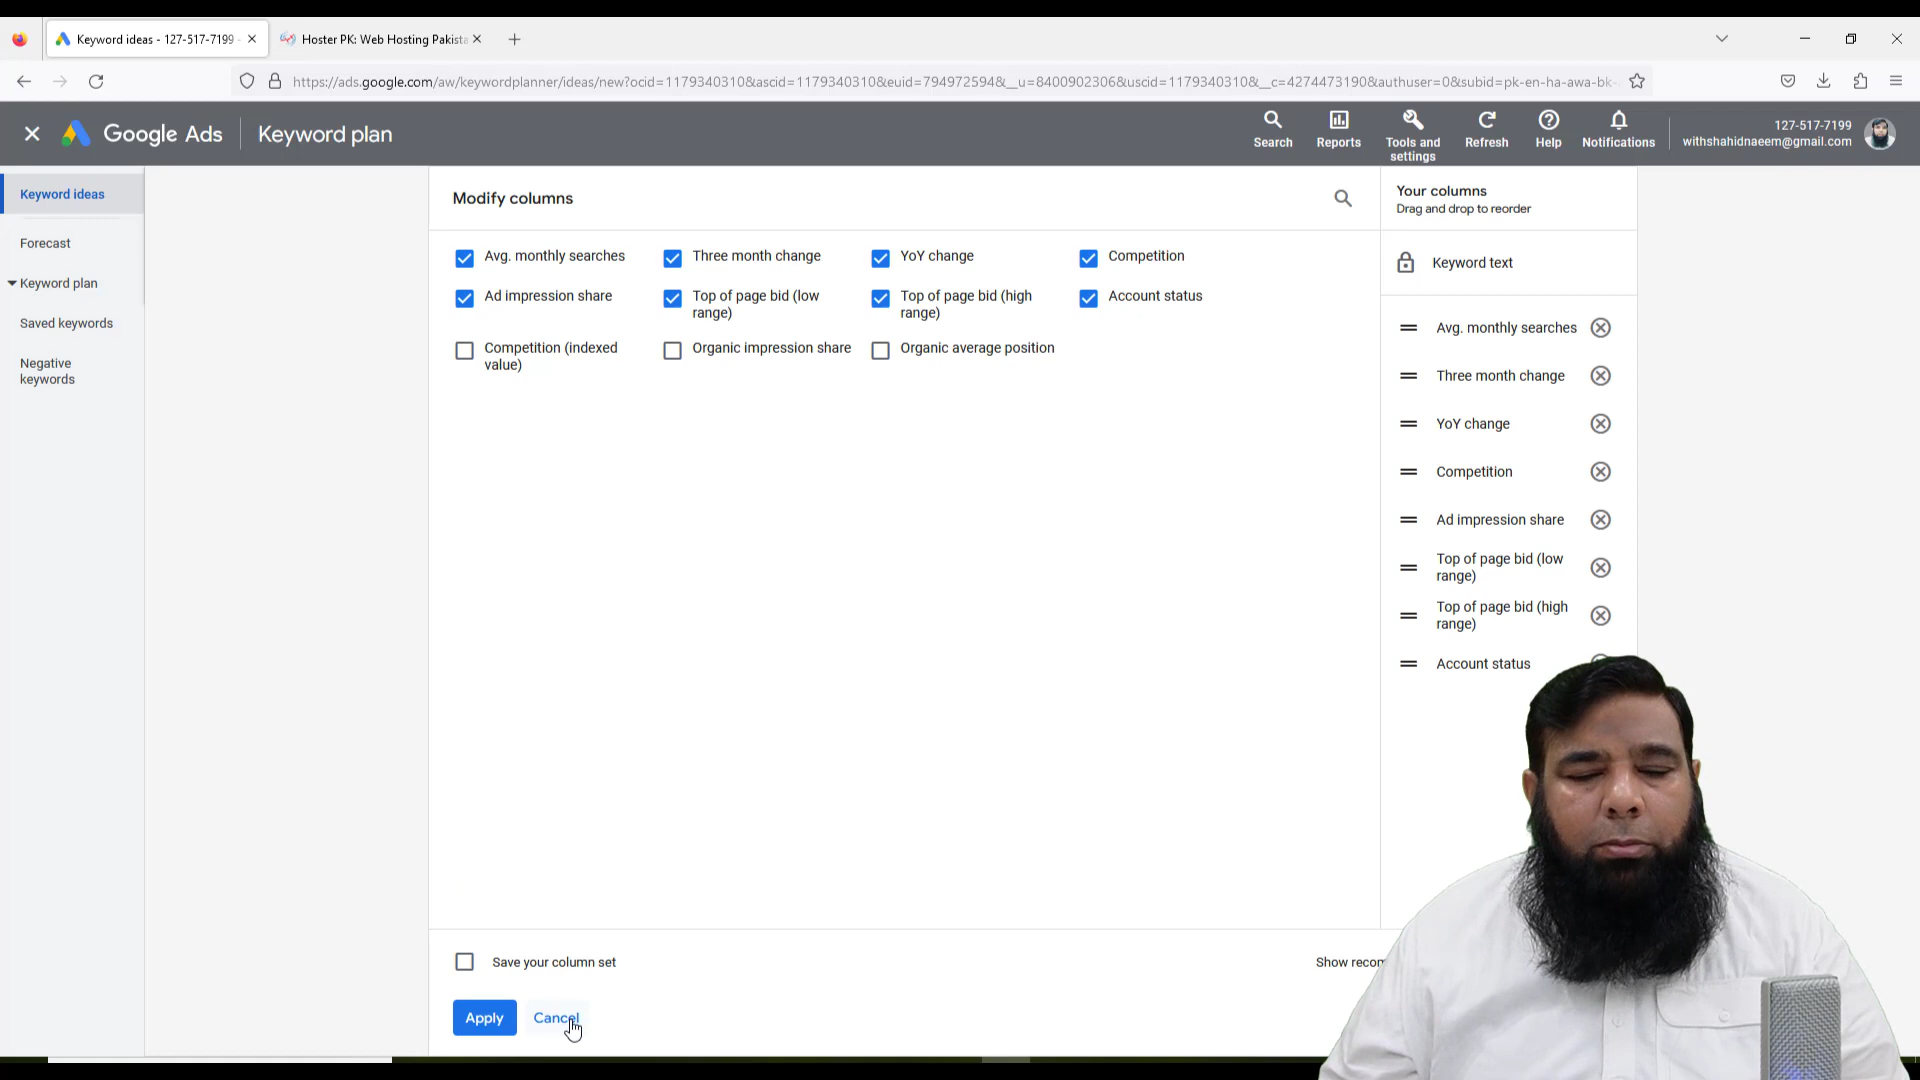 Keyword ideas - 127-517-7199
Hoster PK: Web Hosting Pakista
https://ads.google.com/aw/keywordplanner/ideas/new?ocid=1179340310&ascid=1179340310&euid=794972594&__u=8400902306&uscid=1179340310&__c=4274473190&authuser=0&subid=pk-en-ha-awa-bk-
Google Ads
Keyword plan
Search
Reports
Tools and
settings
Refresh
Help
Notifications
127-517-7199
withshahidnaeem@gmail.com
Keyword ideas
Forecast
Keyword plan
Saved keywords
Negative
keywords
Modify columns
Avg. monthly searches
Three month change
YoY change
Competition
Ad impression share
Top of page bid (low
range)
Top of page bid (high
range)
Account status
Competition (indexed
value)
Organic impression share
Organic average position
Your columns
Drag and drop to reorder
Keyword text
Avg. monthly searches
Three month change
YoY change
Competition
Ad impression share
Top of page bid (low
range)
Top of page bid (high
range)
Account status
Save your column set
Show recom
Apply
Cancel